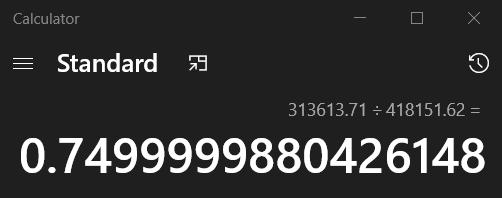 Calculator
Standard
313613.71 ÷ 418151.62 =
0.7499999880426148